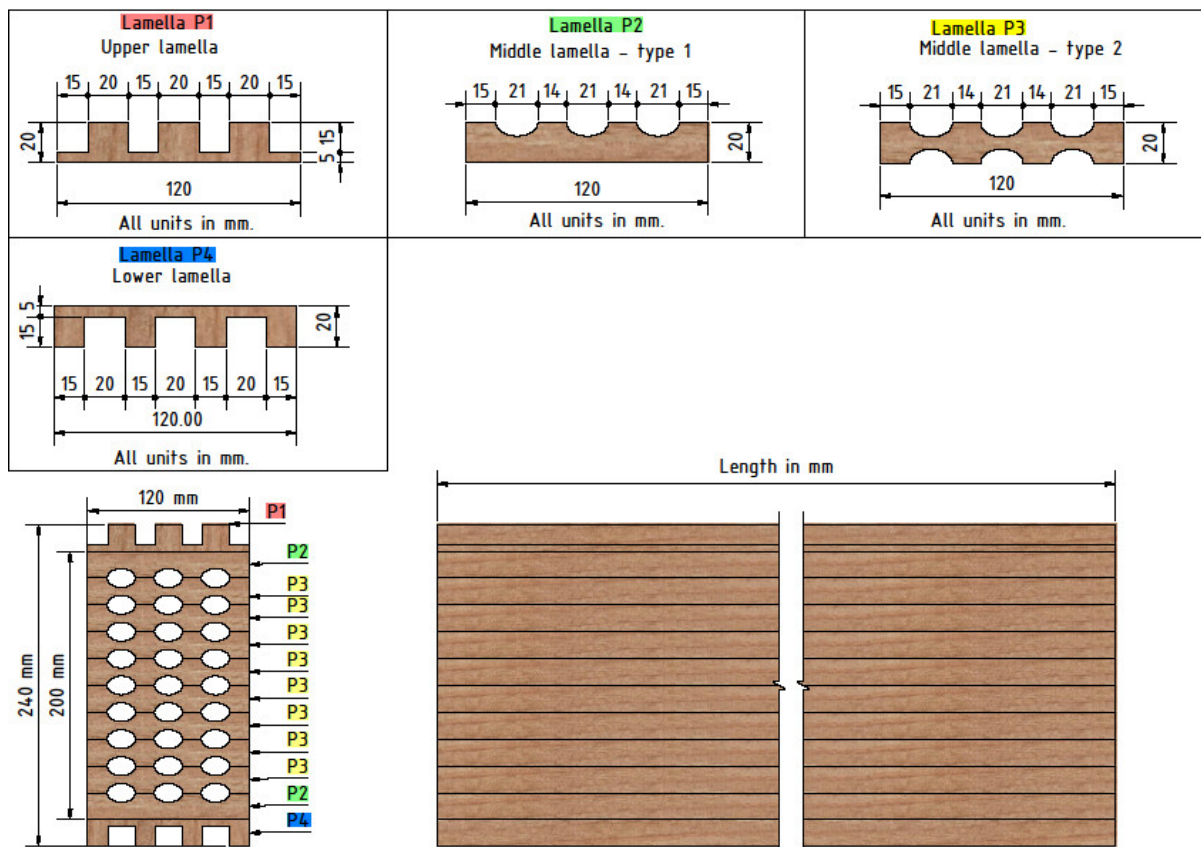 Lamella P1
Upper lamella
15 20 15 20 15 20 15
20
15
5
120
All units in mm.
Lamella P2
Middle lamella - type 1
15 21 14 21 14 21 15
20
120
All units in mm.
Lamella P3
Middle lamella - type 2
15 21 14 21 14 21 15
20
120
All units in mm.
Lamella P4
Lower lamella
5
15
20
15 20 15 20 15 20 15
120.00
All units in mm.
120 mm
240 mm
200 mm
P1
P2
P3
P3
P3
P3
P3
P3
P3
P3
P2
P4
Length in mm